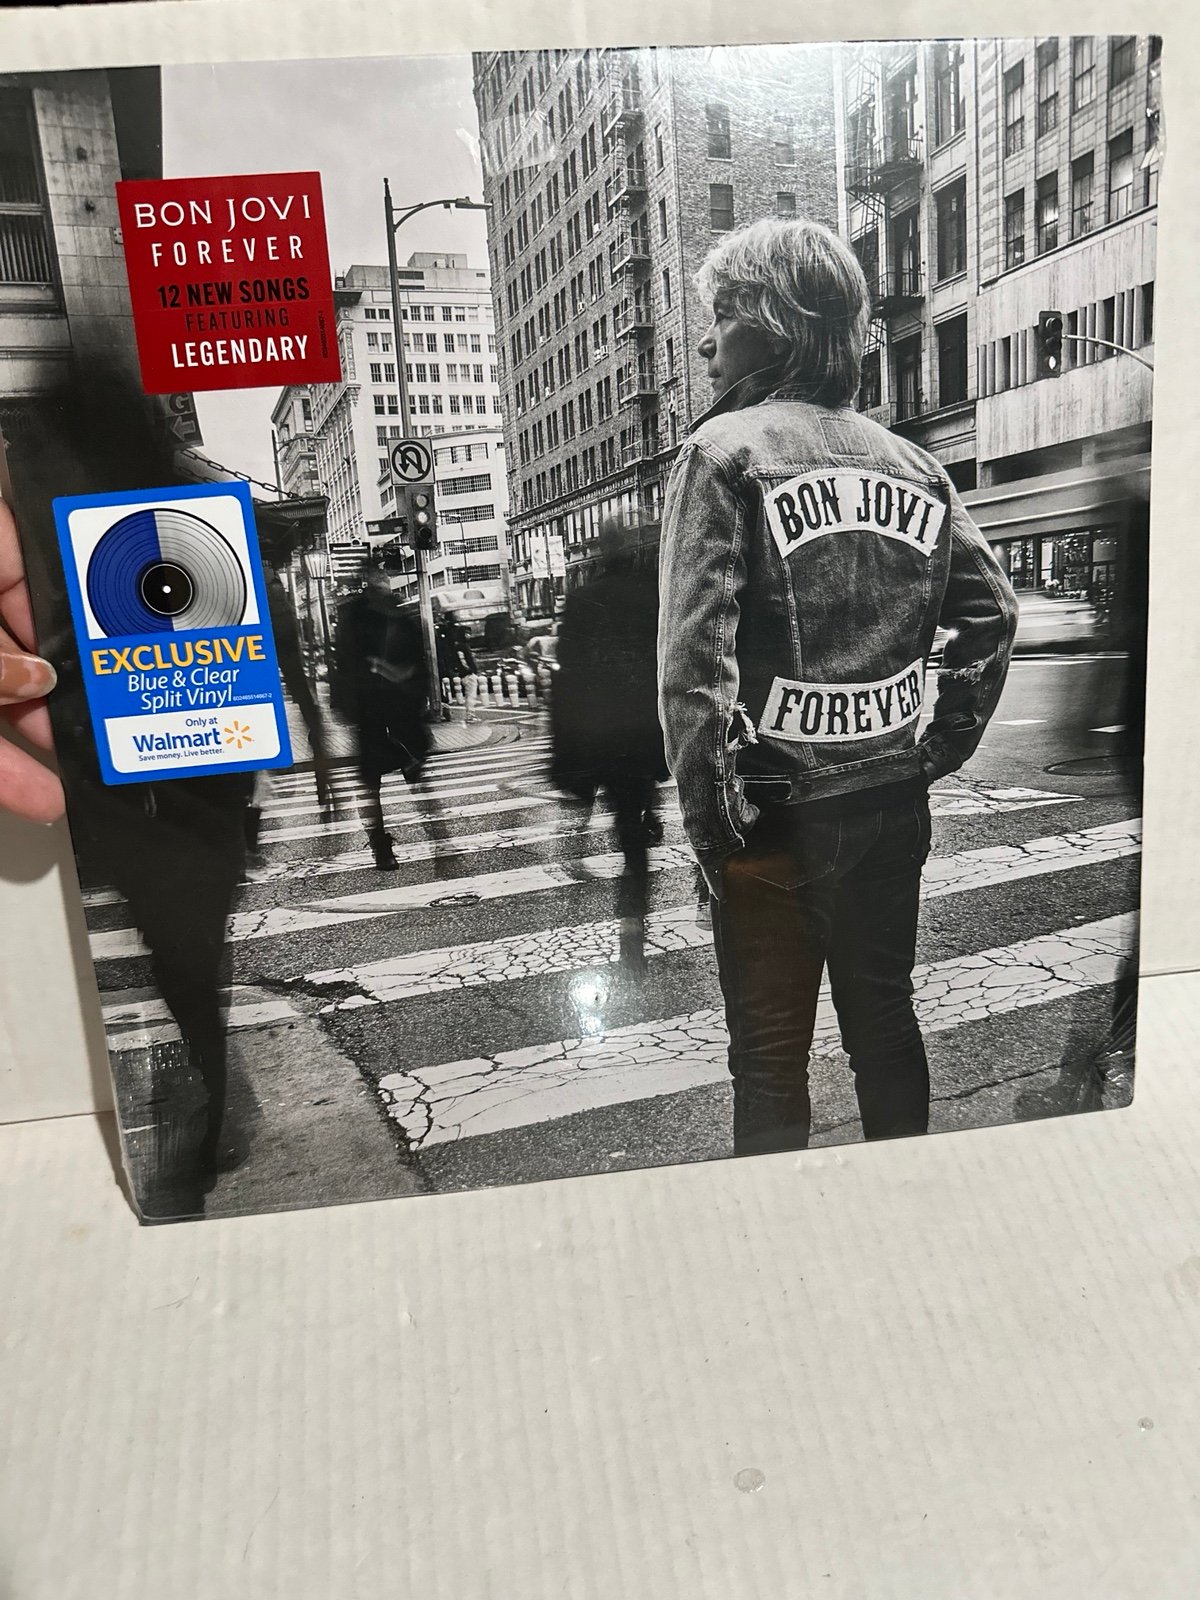 BON JOVI
FOREVER
12 NEW SONGS
FEATURING
LEGENDARY
BON JOVI
FOREVER
EXCLUSIVE
Blue & Clear
Split Vinyl
Only at
Walmart
Save money. Live better.